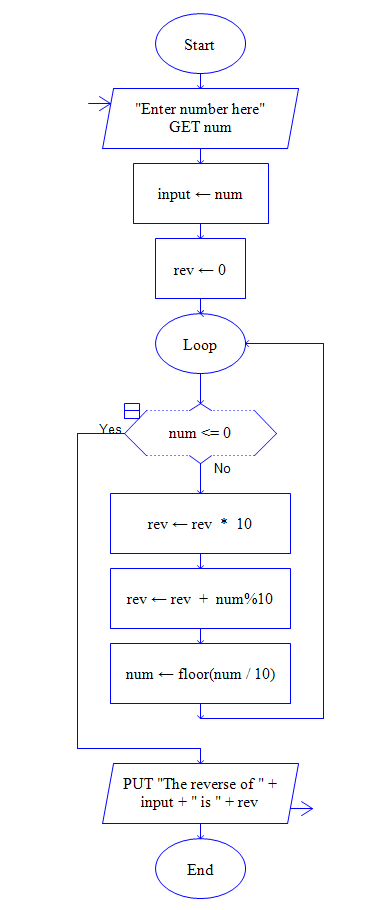 Start
"Enter number here"
GET num
input ← num
rev ← 0
Loop
Yes
num <= 0
No
rev ← rev * 10
rev ← rev + num%10
num ← floor(num / 10)
PUT "The reverse of " +
input + " is " + rev
End